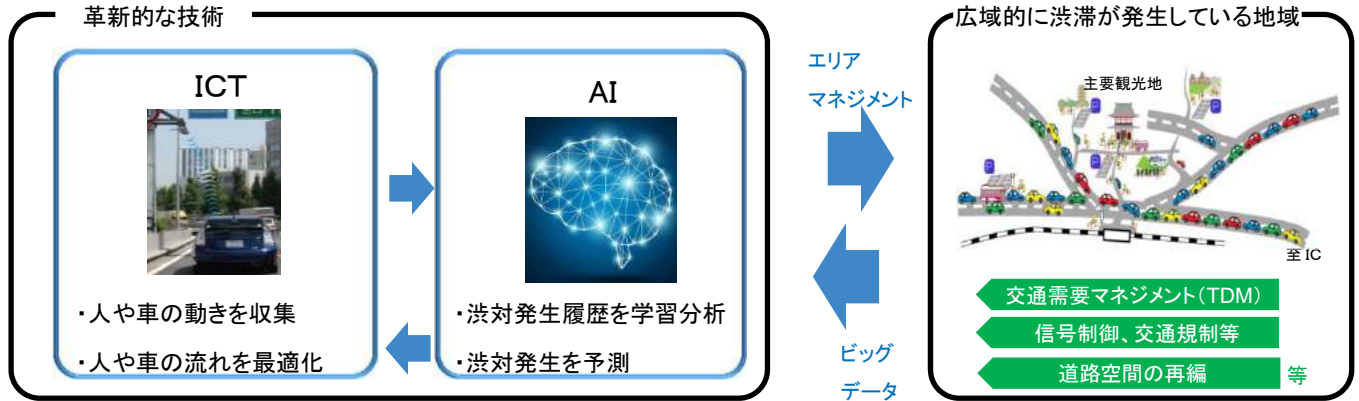 革新的な技術
ICT
・人や車の動きを収集
・人や車の流れを最適化
AI
・渋対発生履歴を学習分析
・渋対発生を予測
エリア
マネジメント
ビッグ
データ
広域的に渋滞が発生している地域
主要観光地
至 IC
交通需要マネジメント(TDM)
信号制御、交通規制等
道路空間の再編
等